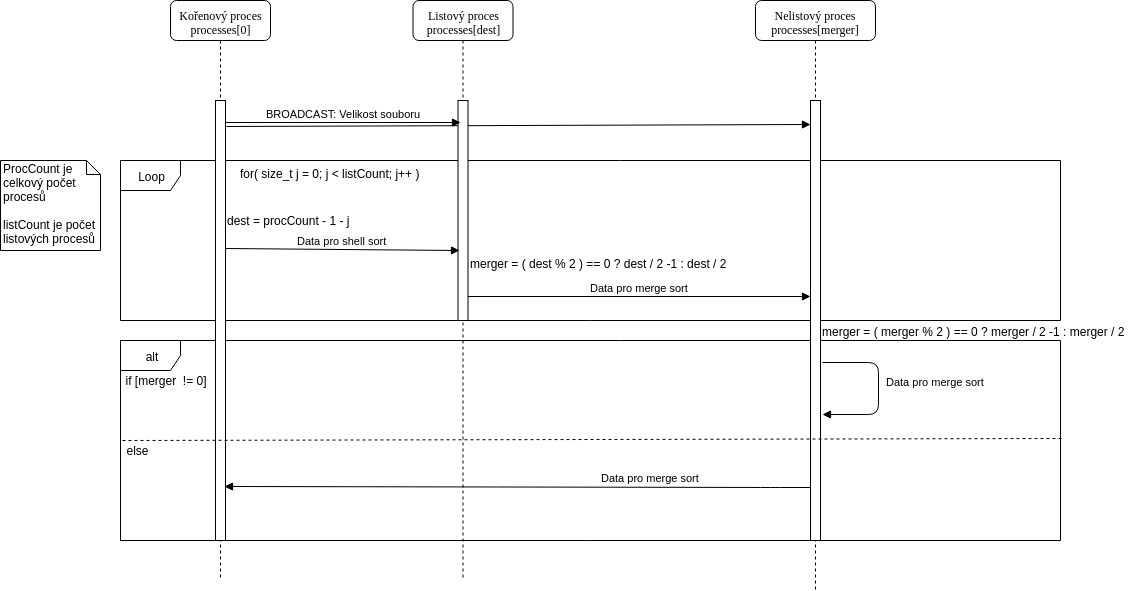 Kořenový proces
processes[0]
Listový proces
processes[dest]
Nelistový proces
processes[merger]
BROADCAST: Velikost souboru
ProcCount je
celkový počet
procesů
listCount je počet
listových procesů
Loop
for( size_t j = 0; j < listCount; j++ )
dest = procCount - 1 - j
Data pro shell sort
merger = ( dest % 2 ) == 0 ? dest / 2 -1 : dest / 2
Data pro merge sort
merger = ( merger % 2 ) == 0 ? merger / 2 -1 : merger / 2
alt
if [merger  != 0]
Data pro merge sort
else
Data pro merge sort